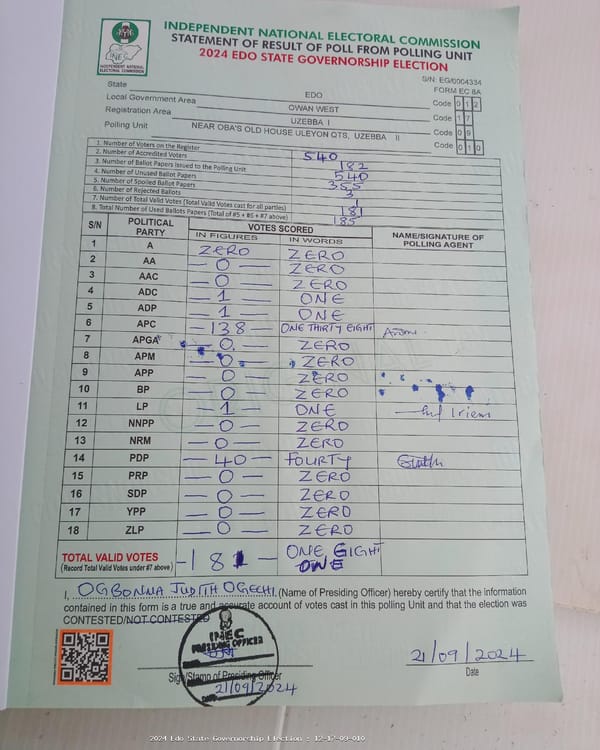 INDEPENDENT NATIONAL ELECTORAL COMMISSION
STATEMENT OF RESULT OF POLL FROM POLLING UNIT
2024 EDO STATE GOVERNORSHIP ELECTION
INEC
INDEPENDENT NATIONAL ELECTORAL COMMISSION
S/N: EG/0004334
FORM EC 8A
State EDO Code 0 1 2
Local Government Area OWAN WEST Code 1 7
Registration Area UZEBBA I Code 0 9
Polling Unit NEAR OBA'S OLD HOUSE ULEYON QTS, UZEBBA II Code 0 1 0
1. Number of Voters on the Register 540
2. Number of Accredited Voters 182
3. Number of Ballot Papers Issued to the Polling Unit 540
4. Number of Unused Ballot Papers 355
5. Number of Spoiled Ballot Papers 3
6. Number of Rejected Ballots 1
7. Number of Total Valid Votes (Total Valid Votes cast for all parties) 181
8. Total Number of Used Ballots Papers (Total of #5 + #6 + #7 above) 185
S/N POLITICAL PARTY VOTES SCORED NAME/SIGNATURE OF POLLING AGENT
IN FIGURES IN WORDS
1 A ZERO ZERO
2 AA -0- ZERO
3 AAC -0- ZERO
4 ADC -1- ONE
5 ADP -1- ONE
6 APC -138- ONE THIRTY EIGHT
7 APGA -0- ZERO
8 APM -0- ZERO
9 APP -0- ZERO
10 BP -0- ZERO
11 LP -1- ONE
12 NNPP -0- ZERO
13 NRM -0- ZERO
14 PDP -40- FOURTY
15 PRP -0- ZERO
16 SDP -0- ZERO
17 YPP -0- ZERO
18 ZLP -0- ZERO
TOTAL VALID VOTES -181- ONE EIGHT ONE
(Record Total Valid Votes under #7 above)
I, OGBONNA JUDITH OGECHI (Name of Presiding Officer) hereby certify that the information
contained in this form is a true and accurate account of votes cast in this polling Unit and that the election was
CONTESTED/NOT CONTESTED
INEC
PRESIDING OFFICER
21/09/2024
Sign/Stamp of Presiding Officer
21/09/2024
Date
2024 Edo State Governorship Election : 12-17-09-010